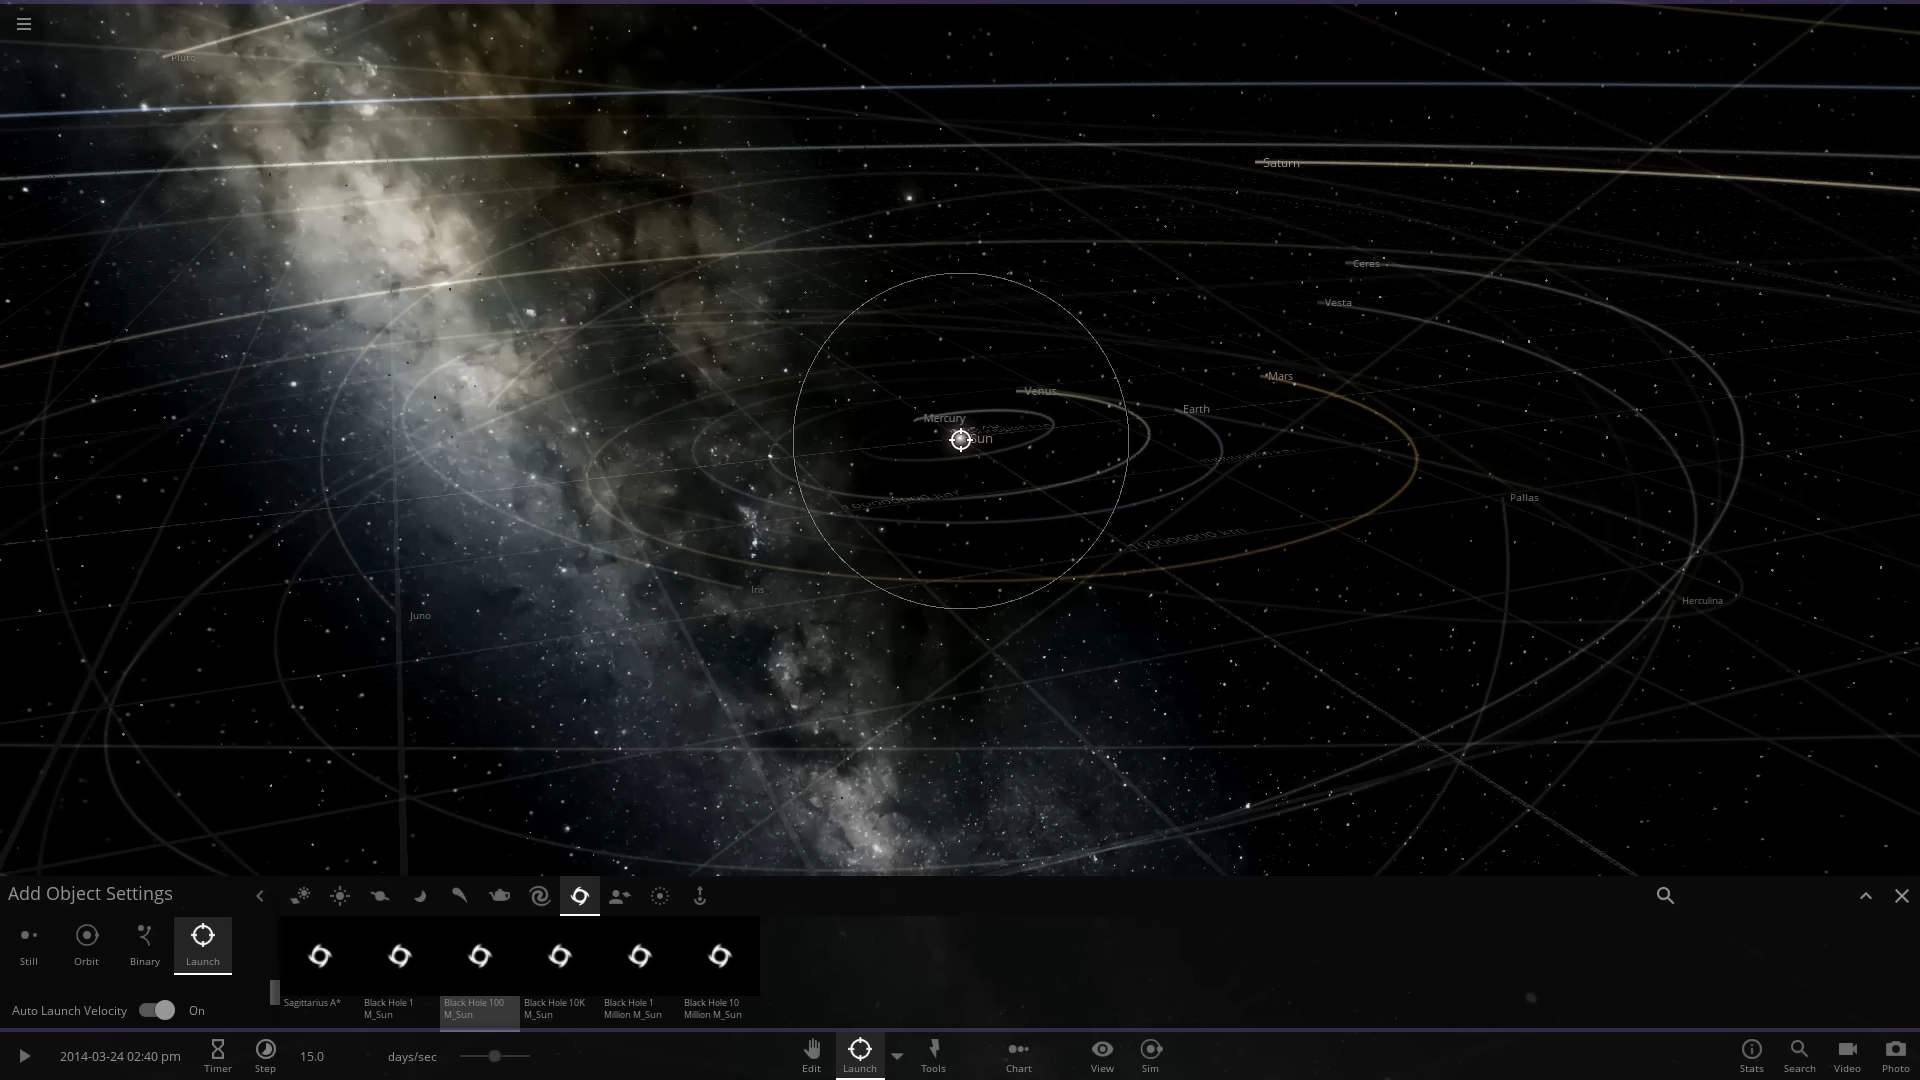 Pluto
Saturn
Ceres
Vesta
Mars
Venus
Earth
Mercury
Sun
Pallas
Iris
Herculina
Juno
Add Object Settings
Still
Orbit
Binary
Launch
Auto Launch Velocity
On
Sagittarius A*
Black Hole 1
M_Sun
Black Hole 100
M_Sun
Black Hole 10K
M_Sun
Black Hole 1
Million M_Sun
Black Hole 10
Million M_Sun
2014-03-24 02:40 pm
Timer
Step
15.0
days/sec
Edit
Launch
Tools
Chart
View
Sim
Stats
Search
Video
Photo